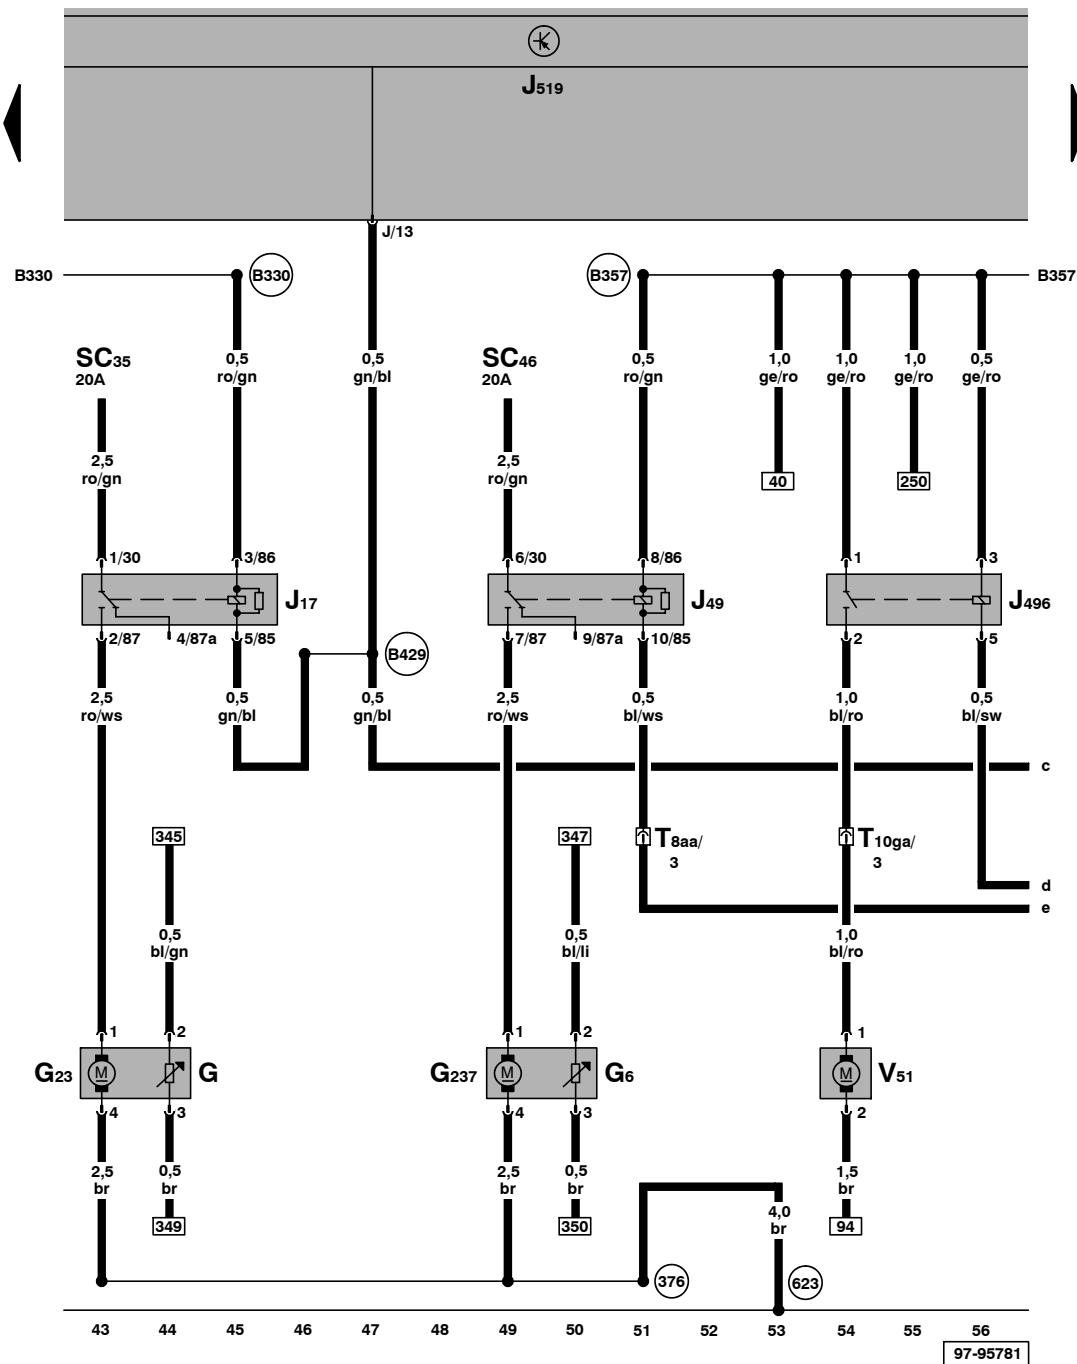 J519
J/13
B330 B330 B357 B357
SC35
20A
0,5
ro/gn
0,5
gn/bl
SC46
20A
0,5
ro/gn
1,0
ge/ro
1,0
ge/ro
1,0
ge/ro
0,5
ge/ro
2,5
ro/gn
2,5
ro/gn
40
250
1/30 3/86 6/30 8/86 1 3
J17 J49 J496
2/87 4/87a 5/85 7/87 9/87a 10/85 2 5
B429
2,5
ro/ws
0,5
gn/bl
0,5
gn/bl
2,5
ro/ws
0,5
bl/ws
1,0
bl/ro
0,5
bl/sw
c
345
347
T8aa/
3
T10ga/
3
d
e
0,5
bl/gn
0,5
bl/li
1,0
bl/ro
1 2 1 2 1
G23 M G G237 M G6 M V51
4 3 4 3 2
2,5
br
0,5
br
2,5
br
0,5
br
4,0
br
1,5
br
349
350
94
376
623
43 44 45 46 47 48 49 50 51 52 53 54 55 56
97-95781